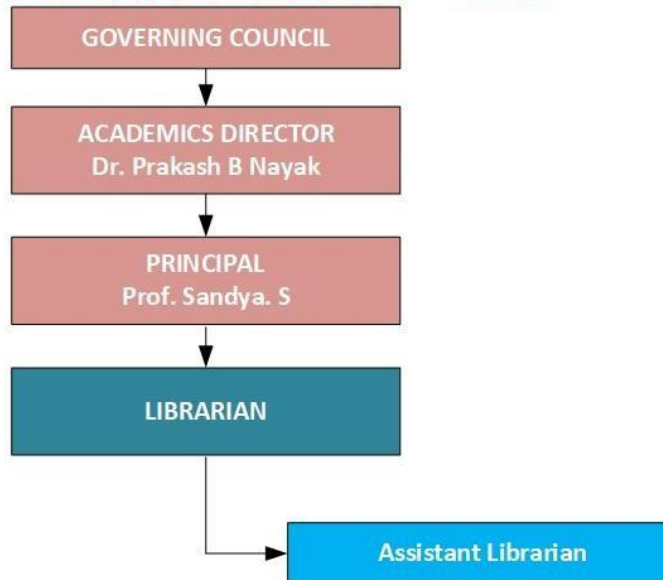 GOVERNING COUNCIL
ACADEMICS DIRECTOR
Dr. Prakash B Nayak
PRINCIPAL
Prof. Sandya. S
LIBRARIAN
Assistant Librarian